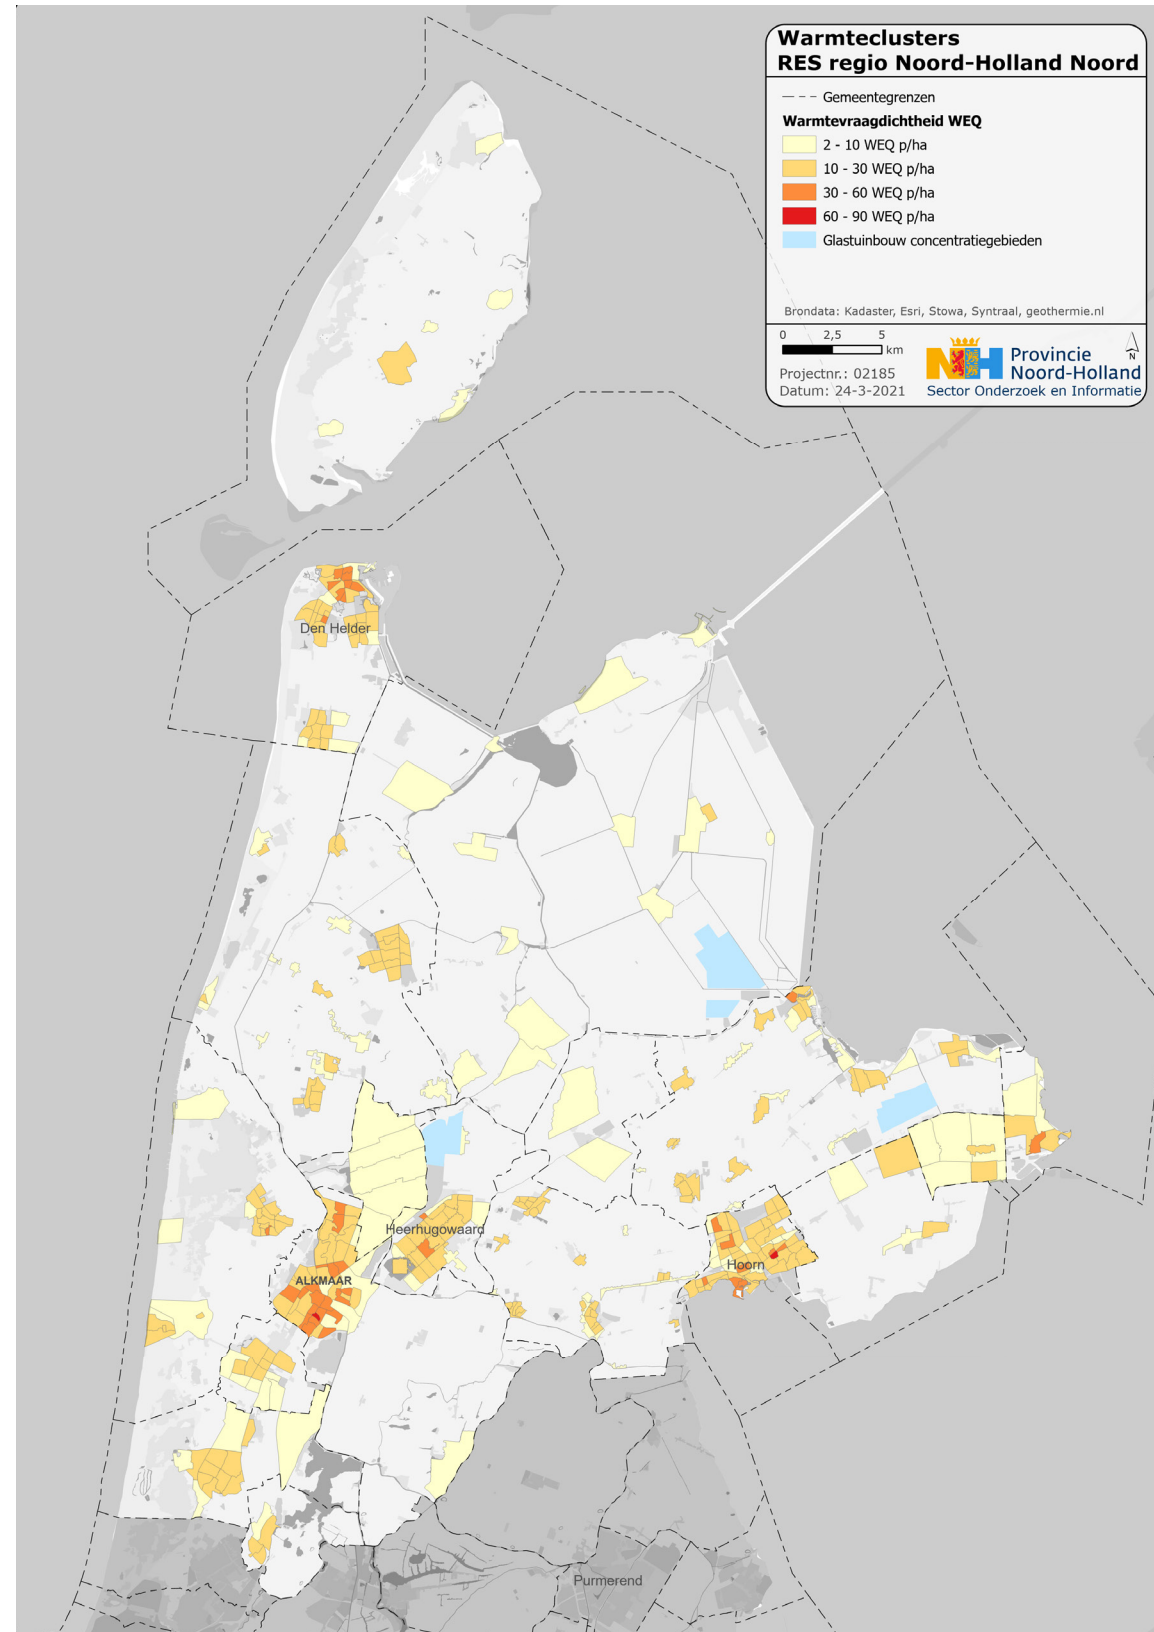 Warmteclusters
RES regio Noord-Holland Noord
Gemeentegrenzen
Warmtevraagdichtheid WEQ
2 - 10 WEQ p/ha
10 - 30 WEQ p/ha
30 - 60 WEQ p/ha
60 - 90 WEQ p/ha
Glastuinbouw concentratiegebieden
Brondata: Kadaster, Esri, Stowa, Syntraal, geothermie.nl
0 2,5 5
km
N
Projectnr.: 02185
Datum: 24-3-2021
NH
Provincie
Noord-Holland
Sector Onderzoek en Informatie
Den Helder
Heerhugowaard
Hoorn
ALKMAAR
Purmerend